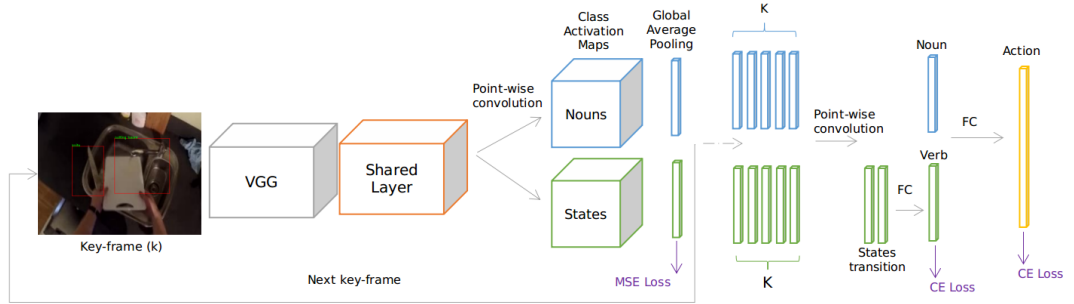 Class
Activation
Maps
Global
Average
Pooling
K
Noun
Action
Point-wise
convolution
Nouns
Point-wise
convolution
FC
VGG
Shared
Layer
Verb
FC
States
Key-frame (k)
States
transition
Next key-frame
MSE Loss
K
CE Loss
CE Loss